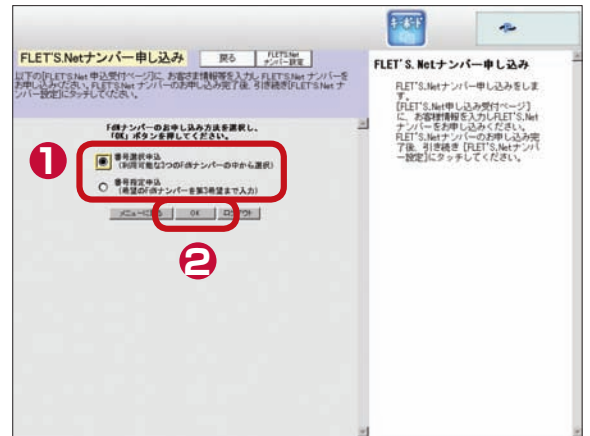 キーボード
FLET'S.Netナンバー申し込み
戻る
FLET'S.Net
ナンバー設定
以下の[FLET'S.Net 申込受付ページ]に、お客さま情報等を入力し、FLET'S.Net ナンバーを
お申し込みください。FLET'S.Net ナンバーのお申し込み完了後、引き続き[FLET'S.Net ナ
ンバー設定]にタッチしてください。
Fdnナンバーのお申し込み方法を選択し、
「OK」ボタンを押してください。
1
番号選択申込
(利用可能な3つのFdnナンバーの中から選択)
番号指定申込
(希望のFdnナンバーを第3希望まで入力)
メニューに戻る
OK
ログアウト
2
FLET'S.Netナンバー申し込み
FLET'S.Netナンバー申し込みをしま
す。
[FLET'S.Net申し込み受付ページ]
に、お客様情報を入力しFLET'S.Net
ナンバーをお申し込みください。
FLET'S.Netナンバーのお申し込み完
了後、引き続き [FLET'S.Netナンバ
ー設定]にタッチしてください。